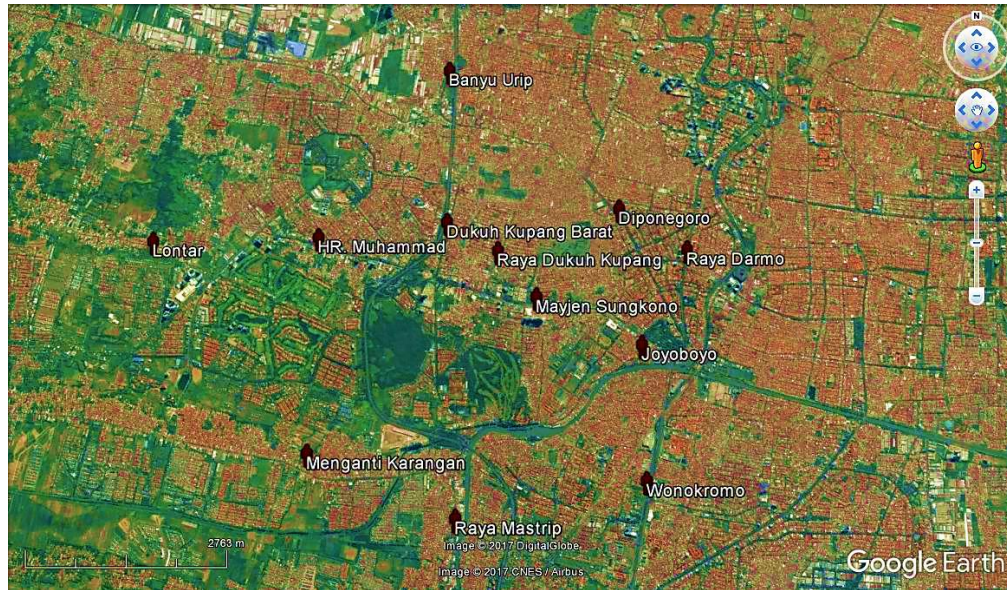 N
Banyu Urip
Diponegoro
Dukuh Kupang Barat
HR. Muhammad
Lontar
Raya Dukuh Kupang
Raya Darmo
Mayjen Sungkono
Joyoboyo
Menganti Karangan
Wonokromo
Raya Mastrip
2763 m
Image © 2017 DigitalGlobe
Image © 2017 CNES / Airbus
Google Earth